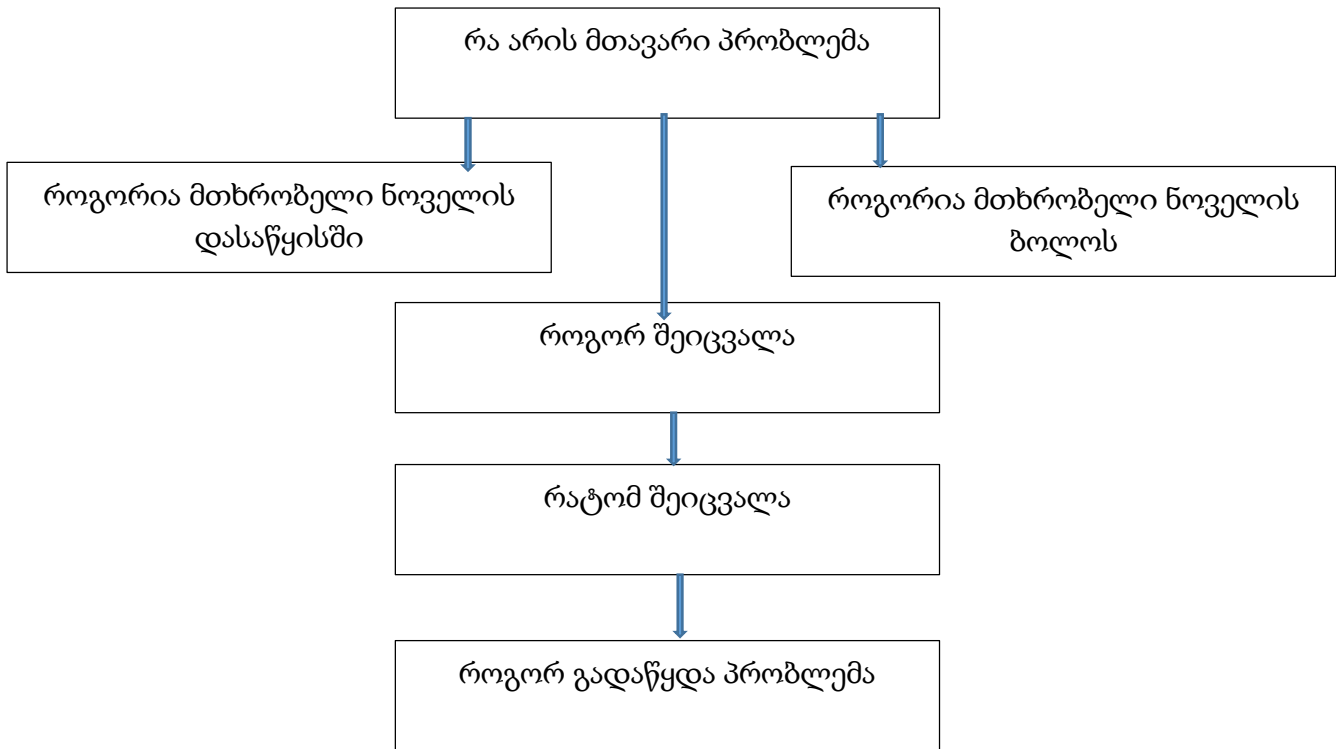 რა არის მთავარი პრობლემა
როგორია მთხრობელი ნოველის
დასაწყისში
როგორია მთხრობელი ნოველის
ბოლოს
როგორ შეიცვალა
რატომ შეიცვალა
როგორ გადაწყდა პრობლემა